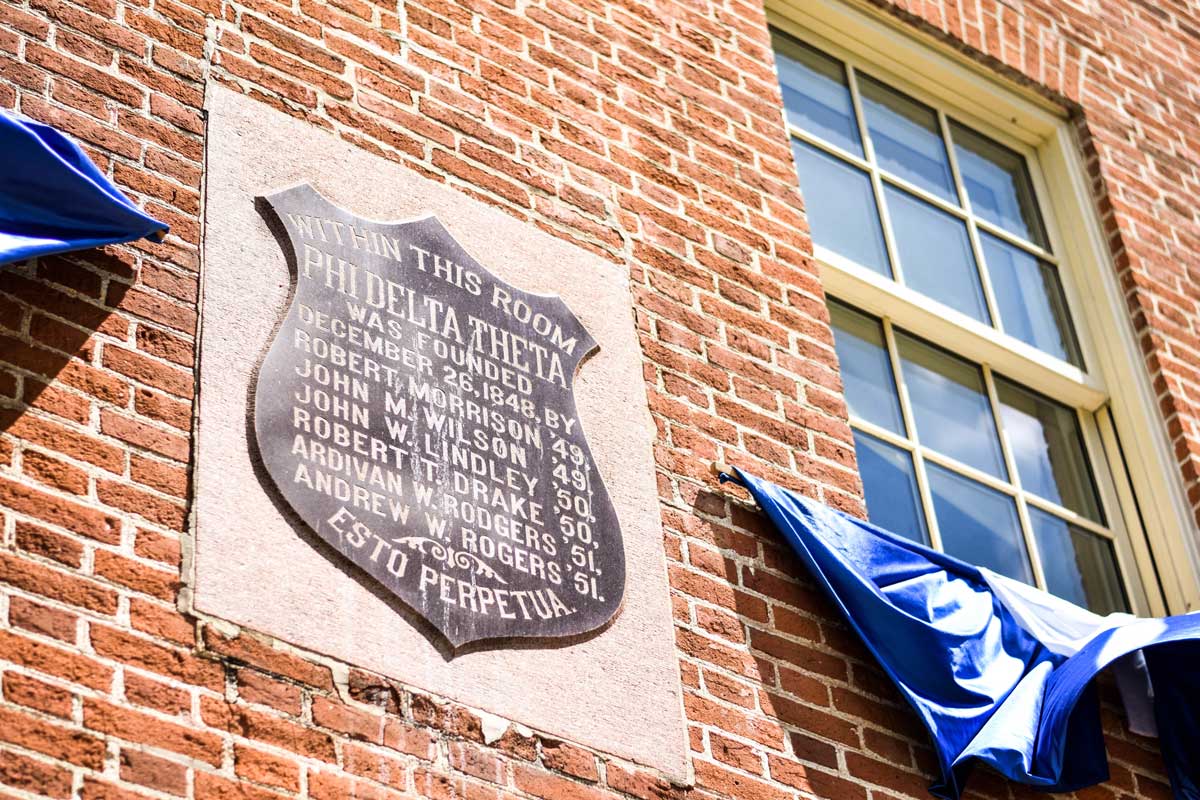 WITHIN THIS ROOM
PHI DELTA THETA
WAS FOUNDED
DECEMBER 26, 1848, BY
ROBERT MORRISON '49,
JOHN M. WILSON '49,
JOHN W. LINDLEY '50,
ROBERT T. DRAKE '50,
ARDIVAN W. RODGERS '51,
ANDREW W. ROGERS '51.
ESTO PERPETUA.